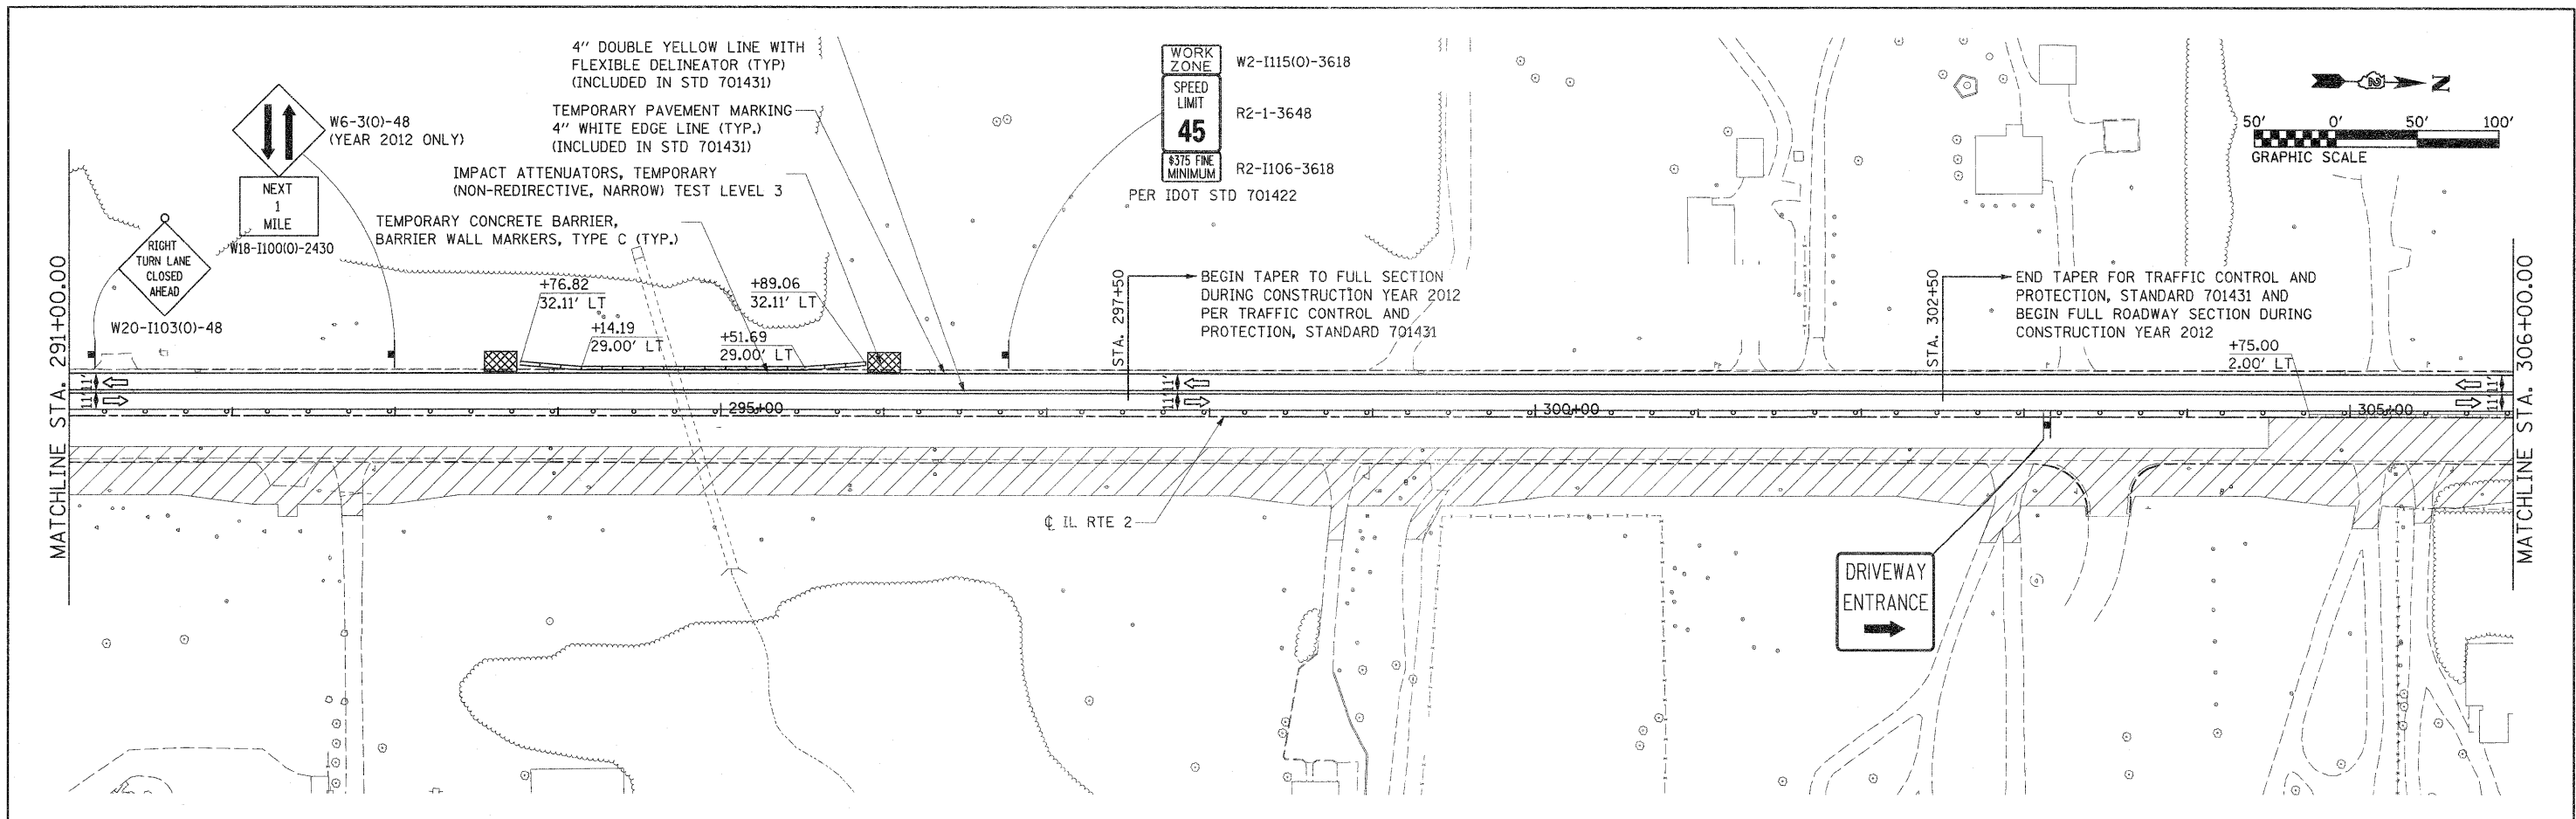 4" DOUBLE YELLOW LINE WITH
FLEXIBLE DELINEATOR (TYP)
(INCLUDED IN STD 701431)
TEMPORARY PAVEMENT MARKING
4" WHITE EDGE LINE (TYP.)
(INCLUDED IN STD 701431)
IMPACT ATTENUATORS, TEMPORARY
(NON-REDIRECTIVE, NARROW) TEST LEVEL 3
TEMPORARY CONCRETE BARRIER,
BARRIER WALL MARKERS, TYPE C (TYP.)
W6-3(O)-48
(YEAR 2012 ONLY)
NEXT
1
MILE
W18-I100(O)-2430
RIGHT
TURN LANE
CLOSED
AHEAD
W20-I103(O)-48
WORK
ZONE
W2-I115(O)-3618
SPEED
LIMIT
45
R2-1-3648
$375 FINE
MINIMUM
R2-I106-3618
PER IDOT STD 701422
N
50'
0'
50'
100'
GRAPHIC SCALE
MATCHLINE STA. 291+00.00
+76.82
32.11' LT
+14.19
29.00' LT
+51.69
29.00' LT
+89.06
32.11' LT
STA. 297+50
BEGIN TAPER TO FULL SECTION
DURING CONSTRUCTION YEAR 2012
PER TRAFFIC CONTROL AND
PROTECTION, STANDARD 701431
STA. 302+50
END TAPER FOR TRAFFIC CONTROL AND
PROTECTION, STANDARD 701431 AND
BEGIN FULL ROADWAY SECTION DURING
CONSTRUCTION YEAR 2012
+75.00
2.00' LT
MATCHLINE STA. 306+00.00
11'
11'
11'
11'
11'
11'
295+00
300+00
305+00
℄ IL RTE 2
DRIVEWAY
ENTRANCE